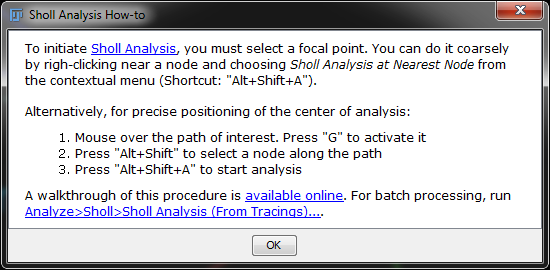 Sholl Analysis How-to
To initiate Sholl Analysis, you must select a focal point. You can do it coarsely
by righ-clicking near a node and choosing Sholl Analysis at Nearest Node from
the contextual menu (Shortcut: "Alt+Shift+A").
Alternatively, for precise positioning of the center of analysis:
1. Mouse over the path of interest. Press "G" to activate it
2. Press "Alt+Shift" to select a node along the path
3. Press "Alt+Shift+A" to start analysis
A walkthrough of this procedure is available online. For batch processing, run
Analyze>Sholl>Sholl Analysis (From Tracings)....
OK